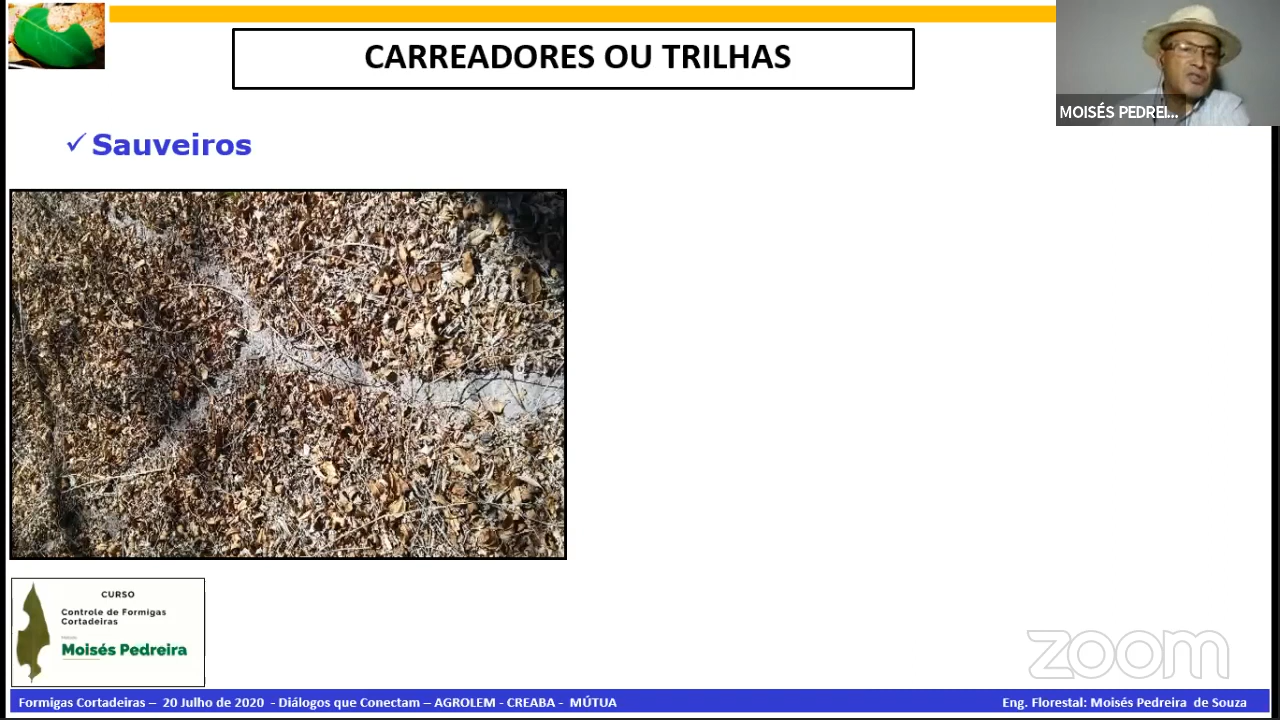 CARREADORES OU TRILHAS
MOISÉS PEDREI...
✓ Sauveiros
CURSO
Controle de Formigas
Cortadeiras
Moisés Pedreira
zoom
Formigas Cortadeiras – 20 Julho de 2020 - Diálogos que Conectam – AGROLEM - CREABA - MÚTUA
Eng. Florestal: Moisés Pedreira de Souza